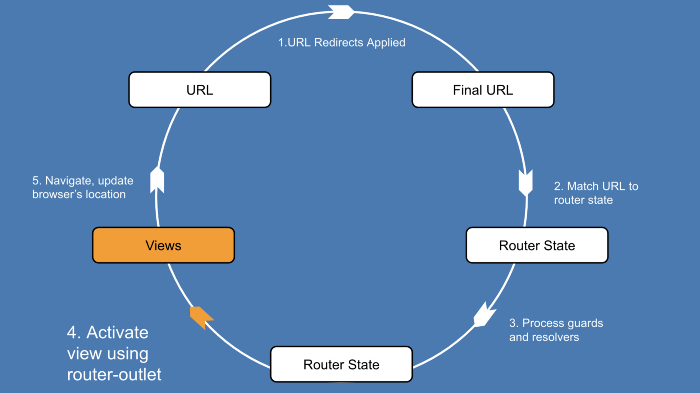 1.URL Redirects Applied
URL
Final URL
5. Navigate, update
browser's location
2. Match URL to
router state
Views
Router State
3. Process guards
and resolvers
4. Activate
view using
router-outlet
Router State